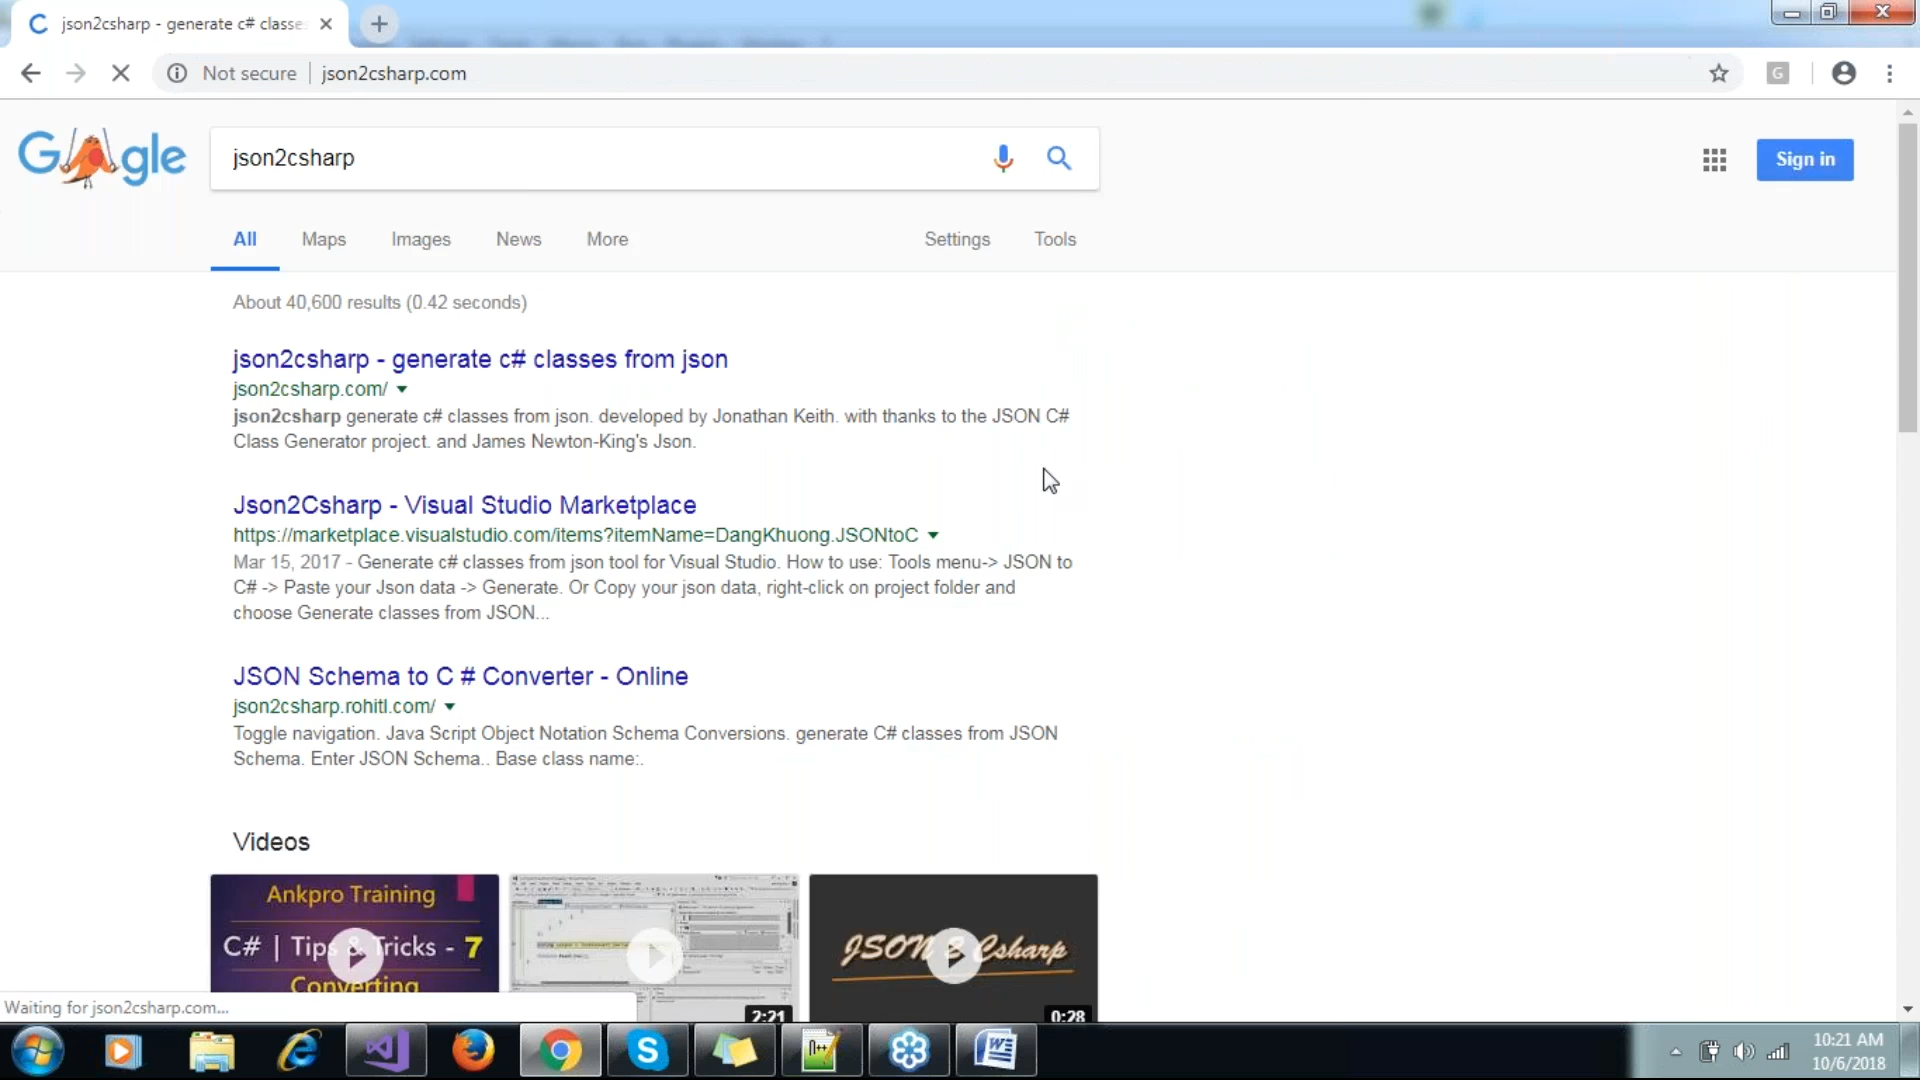 json2csharp - generate c# classe
Not secure
json2csharp.com
Google
json2csharp
Sign in
All
Maps
Images
News
More
Settings
Tools
About 40,600 results (0.42 seconds)
json2csharp - generate c# classes from json
json2csharp.com/
json2csharp generate c# classes from json. developed by Jonathan Keith. with thanks to the JSON C#
Class Generator project. and James Newton-King's Json.
Json2Csharp - Visual Studio Marketplace
https://marketplace.visualstudio.com/items?itemName=DangKhuong.JSONtoC
Mar 15, 2017 - Generate c# classes from json tool for Visual Studio. How to use: Tools menu-> JSON to
C# -> Paste your Json data -> Generate. Or Copy your json data, right-click on project folder and
choose Generate classes from JSON...
JSON Schema to C # Converter - Online
json2csharp.rohitl.com/
Toggle navigation. Java Script Object Notation Schema Conversions. generate C# classes from JSON
Schema. Enter JSON Schema.. Base class name:.
Videos
Ankpro Training
C# | Tips & Tricks - 7
Converting
2:21
JSON 2 Csharp
0:28
Waiting for json2csharp.com...
10:21 AM
10/6/2018